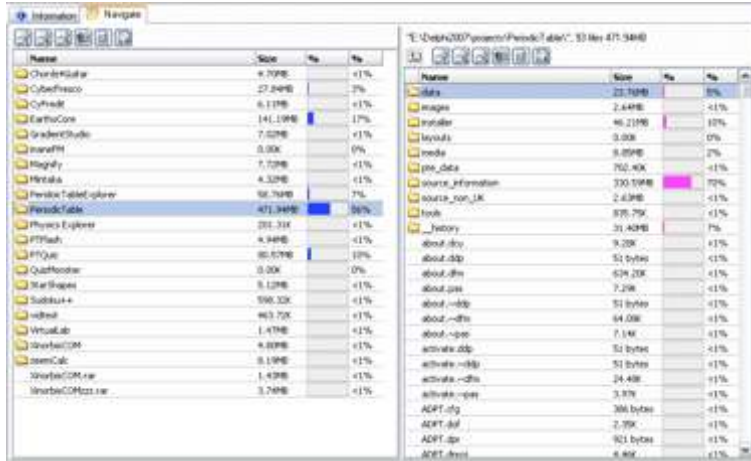 Information
Navigate
"E:\Delphi2007\projects\PeriodicTable\", 53 files 471.94MB
Name Size % %
Chords4Guitar 4.70MB <1%
CyberFresco 27.84MB 3%
CyFredit 6.11MB <1%
EarthsCore 141.19MB 17%
GradientStudio 7.02MB <1%
0.00K 0%
Magnify 7.72MB <1%
Mintaka 4.32MB <1%
PeriodicTableExplorer 58.76MB 7%
PeriodicTable 471.94MB 56%
Physics Explorer 201.31K <1%
PTFlash 4.94MB <1%
PTQuiz 80.57MB 10%
QuizMonster 0.00K 0%
StarShapes 5.12MB <1%
Sudoku++ 598.32K <1%
vidtest 463.72K <1%
VirtualLab 1.47MB <1%
XnorbisCOM 4.80MB <1%
zeemCalc 8.19MB <1%
XnorbisCOM.rar 1.43MB <1%
XnorbisCOMzzz.rar 3.74MB <1%
Name Size % %
data 23.76MB 5%
images 2.64MB <1%
installer 46.21MB 10%
layouts 0.00K 0%
media 8.85MB 2%
pre_data 702.40K <1%
source_information 330.59MB 70%
source_non_UK 2.63MB <1%
tools 835.75K <1%
__history 31.40MB 7%
about.dcu 9.28K <1%
about.ddp 51 bytes <1%
about.dfm 634.20K <1%
about.pas 7.29K <1%
about.~ddp 51 bytes <1%
about.~dfm 64.08K <1%
about.~pas 7.14K <1%
activate.ddp 51 bytes <1%
activate.~ddp 51 bytes <1%
activate.~dfm 24.48K <1%
activate.~pas 3.97K <1%
ADPT.cfg 386 bytes <1%
ADPT.dof 2.35K <1%
ADPT.dpr 921 bytes <1%
ADPT.dproj 6.46K <1%